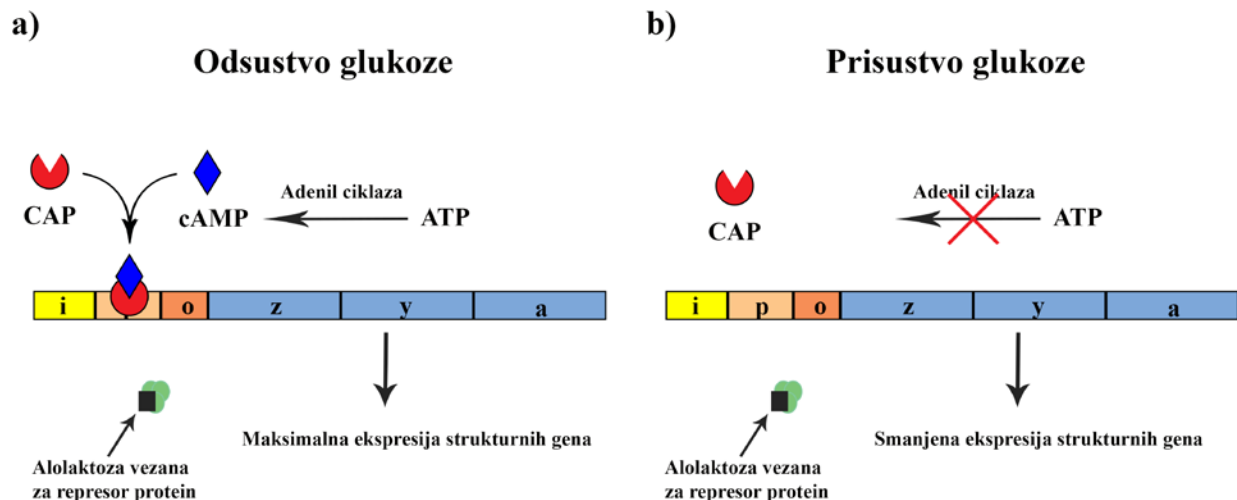 a)
Odsustvo glukoze
CAP
cAMP
Adenil ciklaza
ATP
i
o
z
y
a
Alolaktoza vezana
za represor protein
Maksimalna ekspresija strukturnih gena
b)
Prisustvo glukoze
CAP
Adenil ciklaza
ATP
i
p
o
z
y
a
Alolaktoza vezana
za represor protein
Smanjena ekspresija strukturnih gena